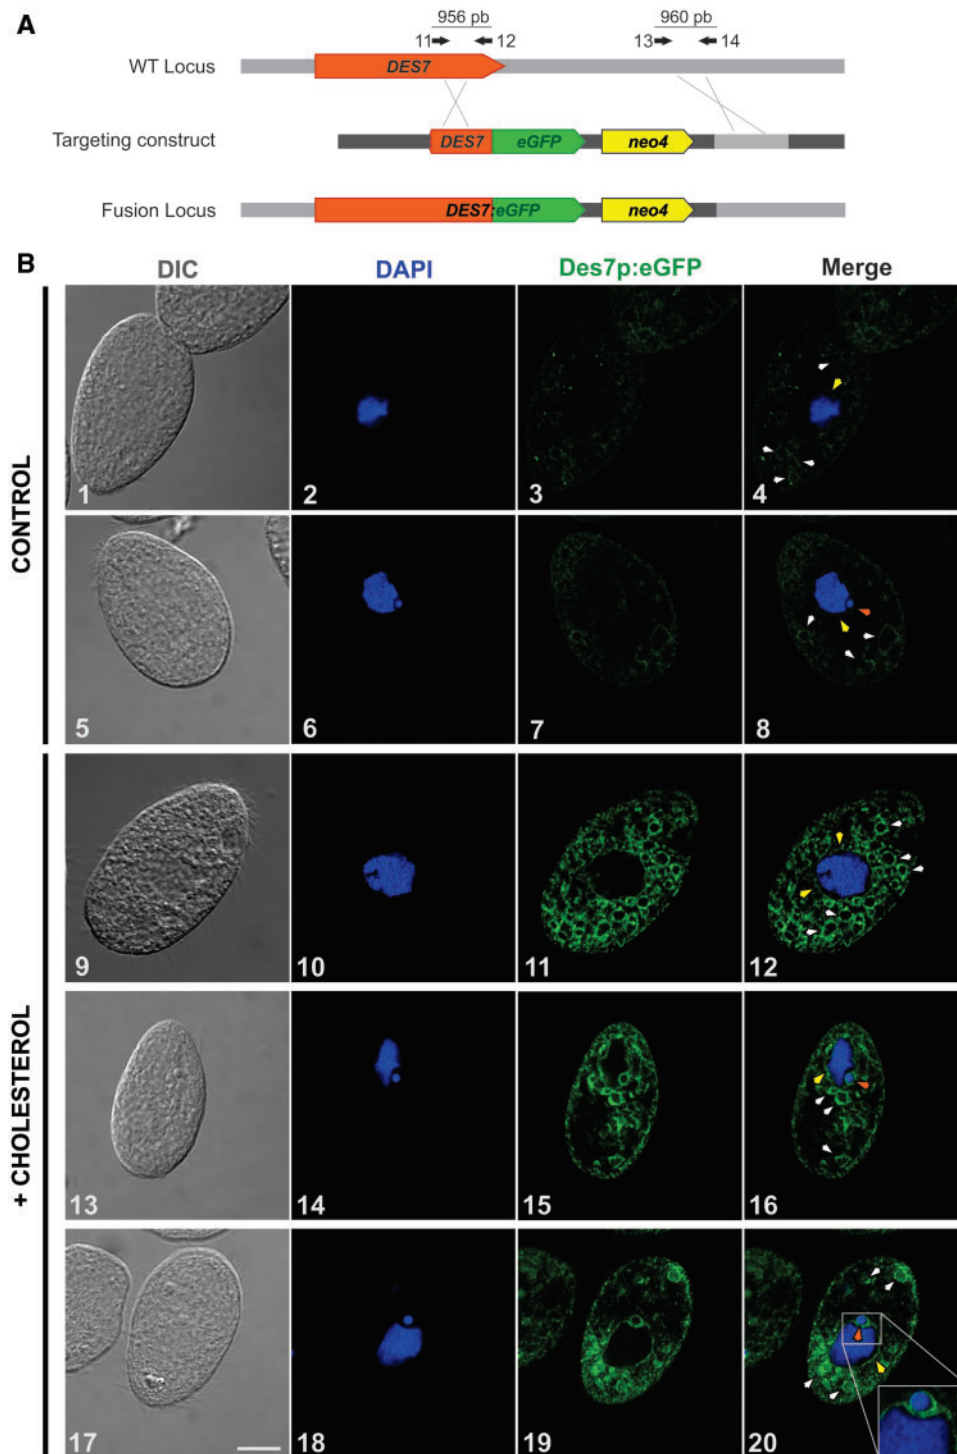 A
956 pb 960 pb
11 12 13 14
WT Locus DES7
Targeting construct DES7 eGFP neo4
Fusion Locus DES7:eGFP neo4
B
DIC DAPI Des7p:eGFP Merge
CONTROL
1 2 3 4
5 6 7 8
+ CHOLESTEROL
9 10 11 12
13 14 15 16
17 18 19 20